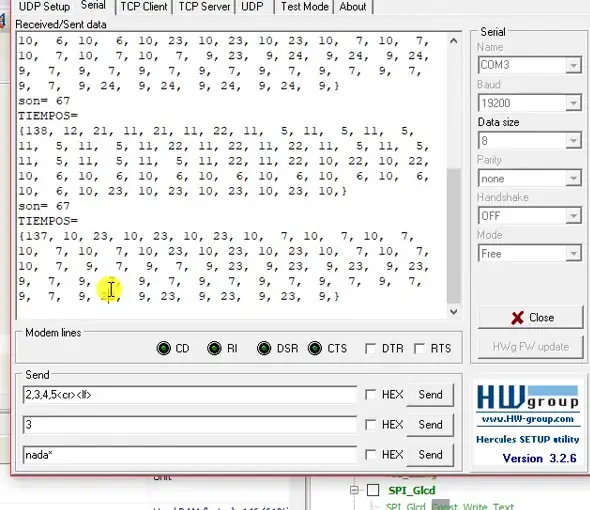 UDP Setup Serial TCP Client TCP Server UDP Test Mode About
Received/Sent data
10, 6, 10, 6, 10, 23, 10, 23, 10, 23, 10, 7, 10, 7,
10, 7, 10, 7, 10, 7, 9, 23, 9, 24, 9, 24, 9, 24,
9, 7, 9, 7, 9, 7, 9, 7, 9, 7, 9, 7, 9, 7,
9, 7, 9, 24, 9, 24, 9, 24, 9, 24, 9,}
son= 67
TIEMPOS=
{138, 12, 21, 11, 21, 11, 22, 11, 5, 11, 5, 11, 5,
11, 5, 11, 5, 11, 22, 11, 22, 11, 22, 11, 22, 11,
11, 5, 11, 5, 11, 5, 11, 22, 11, 22, 10, 22, 10, 22,
10, 6, 10, 6, 10, 6, 10, 6, 10, 6, 10, 6, 10, 6,
10, 6, 10, 23, 10, 23, 10, 23, 10, 23, 10,}
son= 67
TIEMPOS=
{137, 10, 23, 10, 23, 10, 23, 10, 7, 10, 7, 10, 7,
10, 7, 10, 7, 10, 23, 10, 23, 10, 23, 10, 7, 10, 7,
10, 7, 9, 7, 9, 7, 9, 23, 9, 23, 9, 23, 9, 23,
9, 7, 9, 9, 7, 9, 7, 9, 7, 9, 7, 9, 7,
9, 7, 9, 9, 23, 9, 23, 9, 23, 9,}
Serial
Name
COM3
Baud
19200
Data size
8
Parity
none
Handshake
OFF
Mode
Free
Close
HWg FW update
Modem lines
CD RI DSR CTS DTR RTS
Send
2,3,4,5<cr><lf> HEX Send
3 HEX Send
nada* HEX Send
HWgroup
www.HW-group.com
Hercules SETUP utility
Version 3.2.6
SPI_Glcd